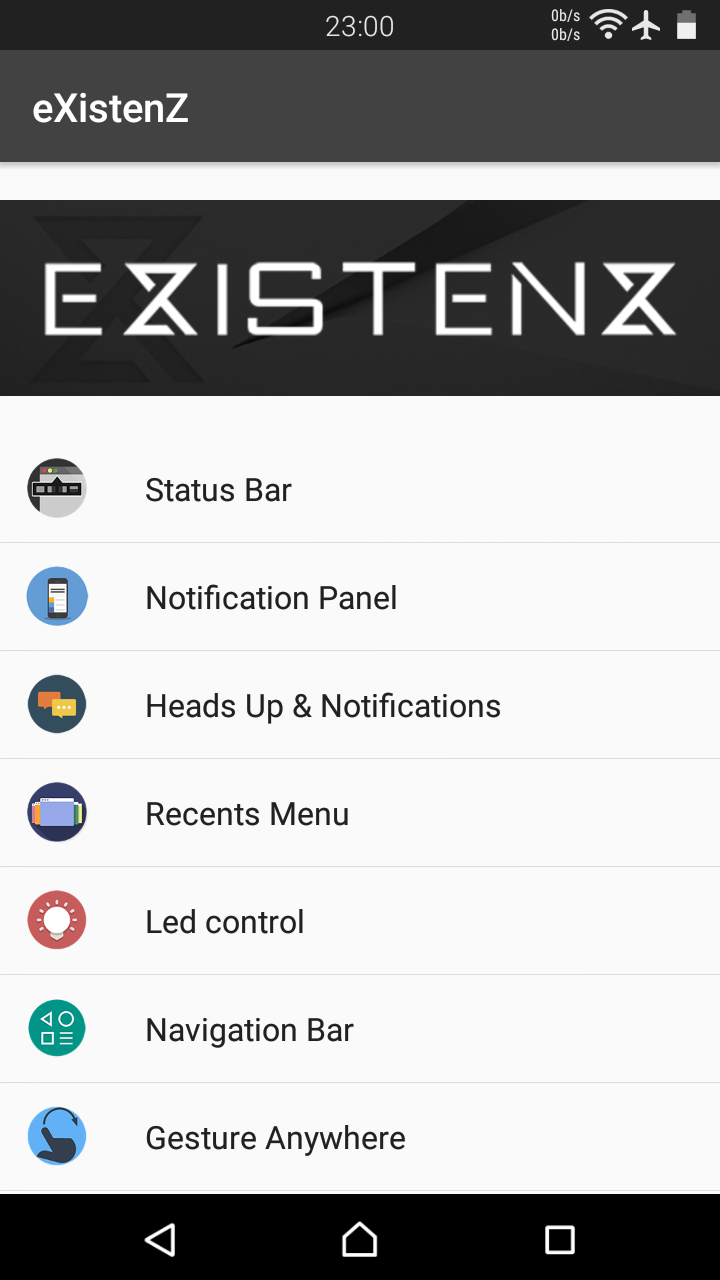 23:00
0b/s
0b/s
eXistenZ
EXISTENZ
Status Bar
Notification Panel
Heads Up & Notifications
Recents Menu
Led control
Navigation Bar
Gesture Anywhere